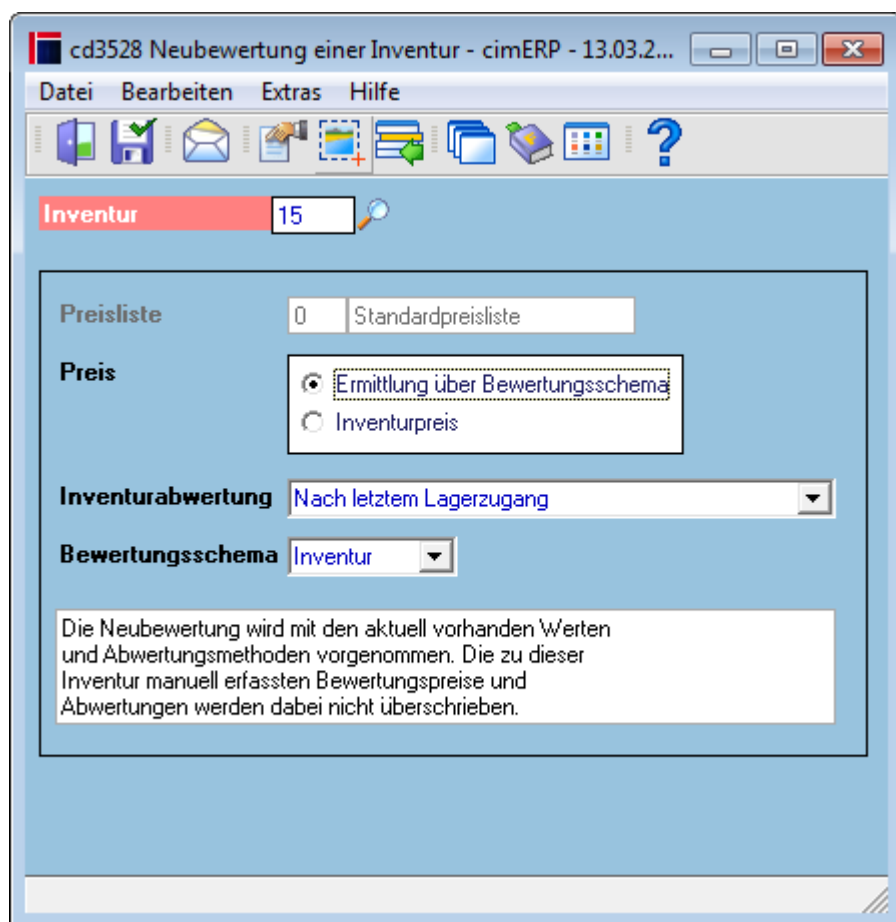 cd3528 Neubewertung einer Inventur - cimERP - 13.03.2...
Datei Bearbeiten Extras Hilfe
Inventur 15
Preisliste 0 Standardpreisliste
Preis
Ermittlung über Bewertungsschema
Inventurpreis
Inventurabwertung Nach letztem Lagerzugang
Bewertungsschema Inventur
Die Neubewertung wird mit den aktuell vorhanden Werten
und Abwertungsmethoden vorgenommen. Die zu dieser
Inventur manuell erfassten Bewertungspreise und
Abwertungen werden dabei nicht überschrieben.